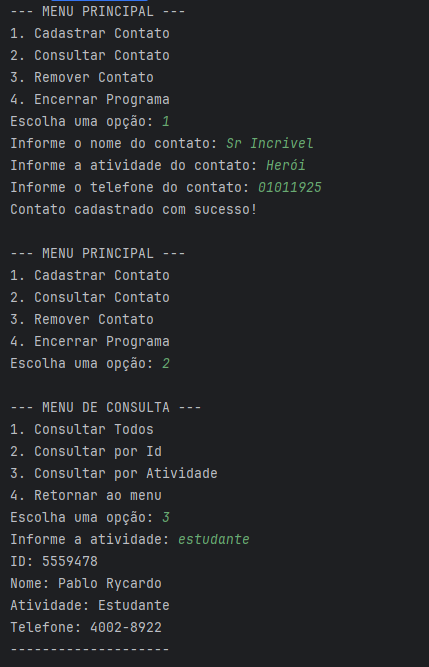 --- MENU PRINCIPAL ---
1. Cadastrar Contato
2. Consultar Contato
3. Remover Contato
4. Encerrar Programa
Escolha uma opção: 1
Informe o nome do contato: Sr Incrivel
Informe a atividade do contato: Herói
Informe o telefone do contato: 01011925
Contato cadastrado com sucesso!

--- MENU PRINCIPAL ---
1. Cadastrar Contato
2. Consultar Contato
3. Remover Contato
4. Encerrar Programa
Escolha uma opção: 2

--- MENU DE CONSULTA ---
1. Consultar Todos
2. Consultar por Id
3. Consultar por Atividade
4. Retornar ao menu
Escolha uma opção: 3
Informe a atividade: estudante
ID: 5559478
Nome: Pablo Rycardo
Atividade: Estudante
Telefone: 4002-8922
--------------------